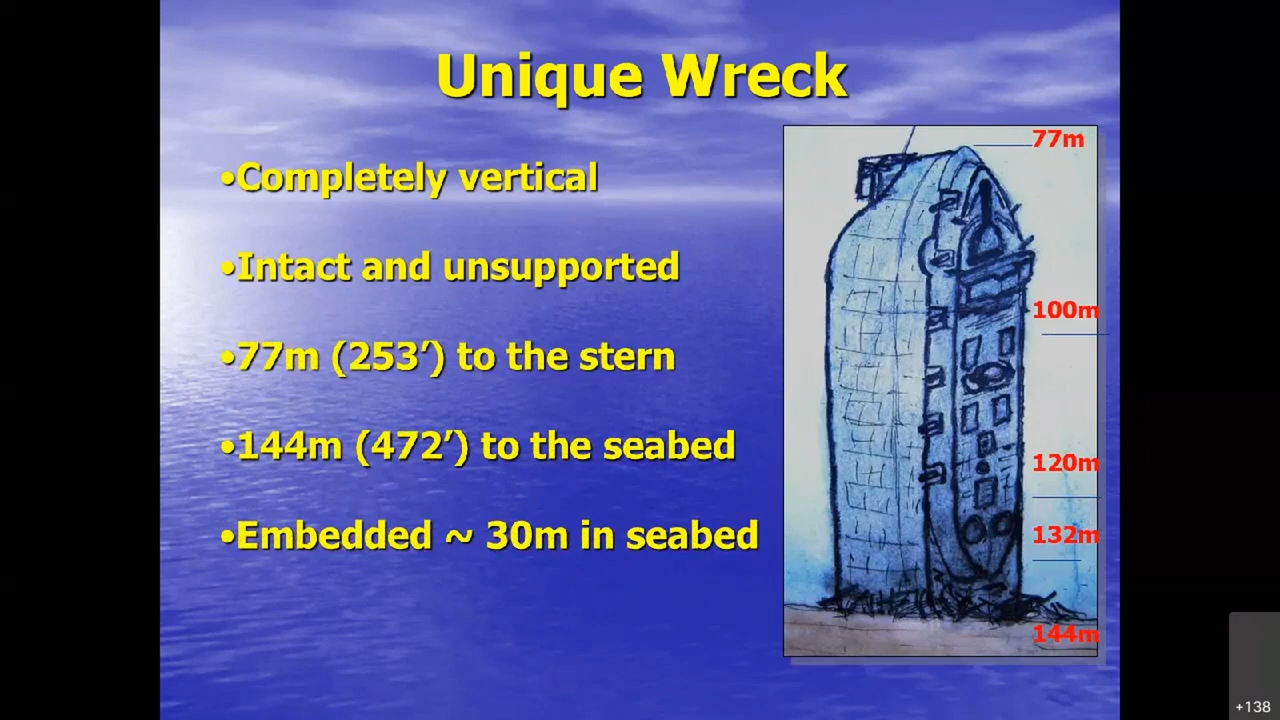 Unique Wreck
•Completely vertical
•Intact and unsupported
•77m (253′) to the stern
•144m (472′) to the seabed
•Embedded ~ 30m in seabed
77m
100m
120m
132m
144m
+138